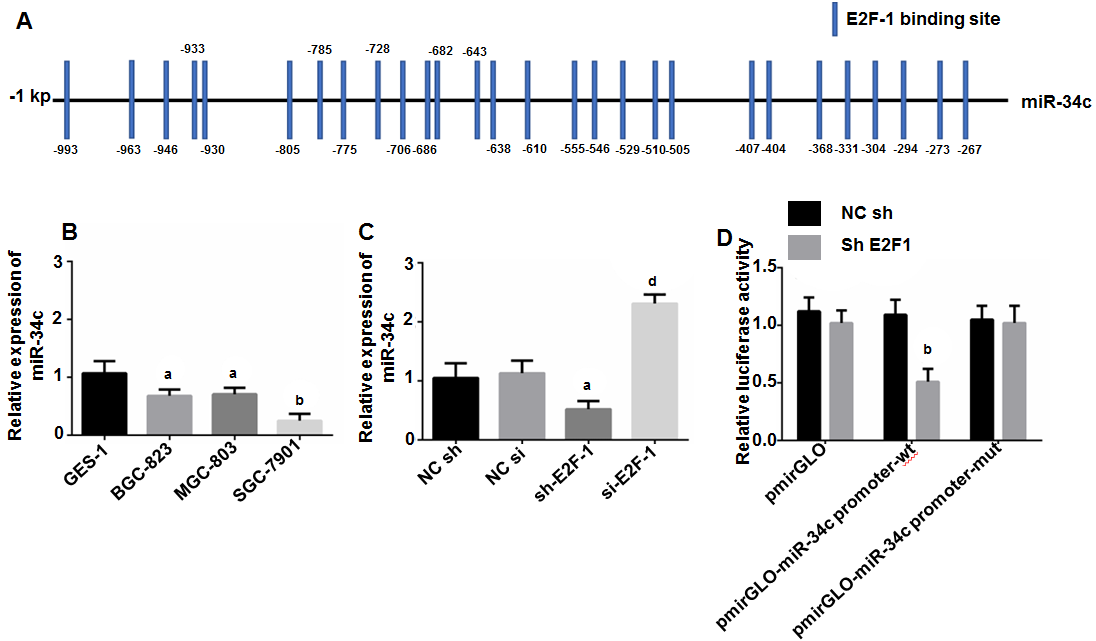 A
E2F-1 binding site
-933 -785 -728 -682 -643
-1 kp
miR-34c
-993 -963 -946 -930 -805 -775 -706 -686 -638 -610 -555 -546 -529 -510 -505 -407 -404 -368 -331 -304 -294 -273 -267
B
Relative expression of
miR-34c
3
2
1
0
a
a
b
GES-1
BGC-823
MGC-803
SGC-7901
C
Relative expression of
miR-34c
3
2
1
0
a
d
NC sh
NC si
sh-E2F-1
si-E2F-1
D
NC sh
Sh E2F1
Relative luciferase activity
1.5
1.0
0.5
0.0
b
pmirGLO
pmirGLO-miR-34c promoter-wt
pmirGLO-miR-34c promoter-mut